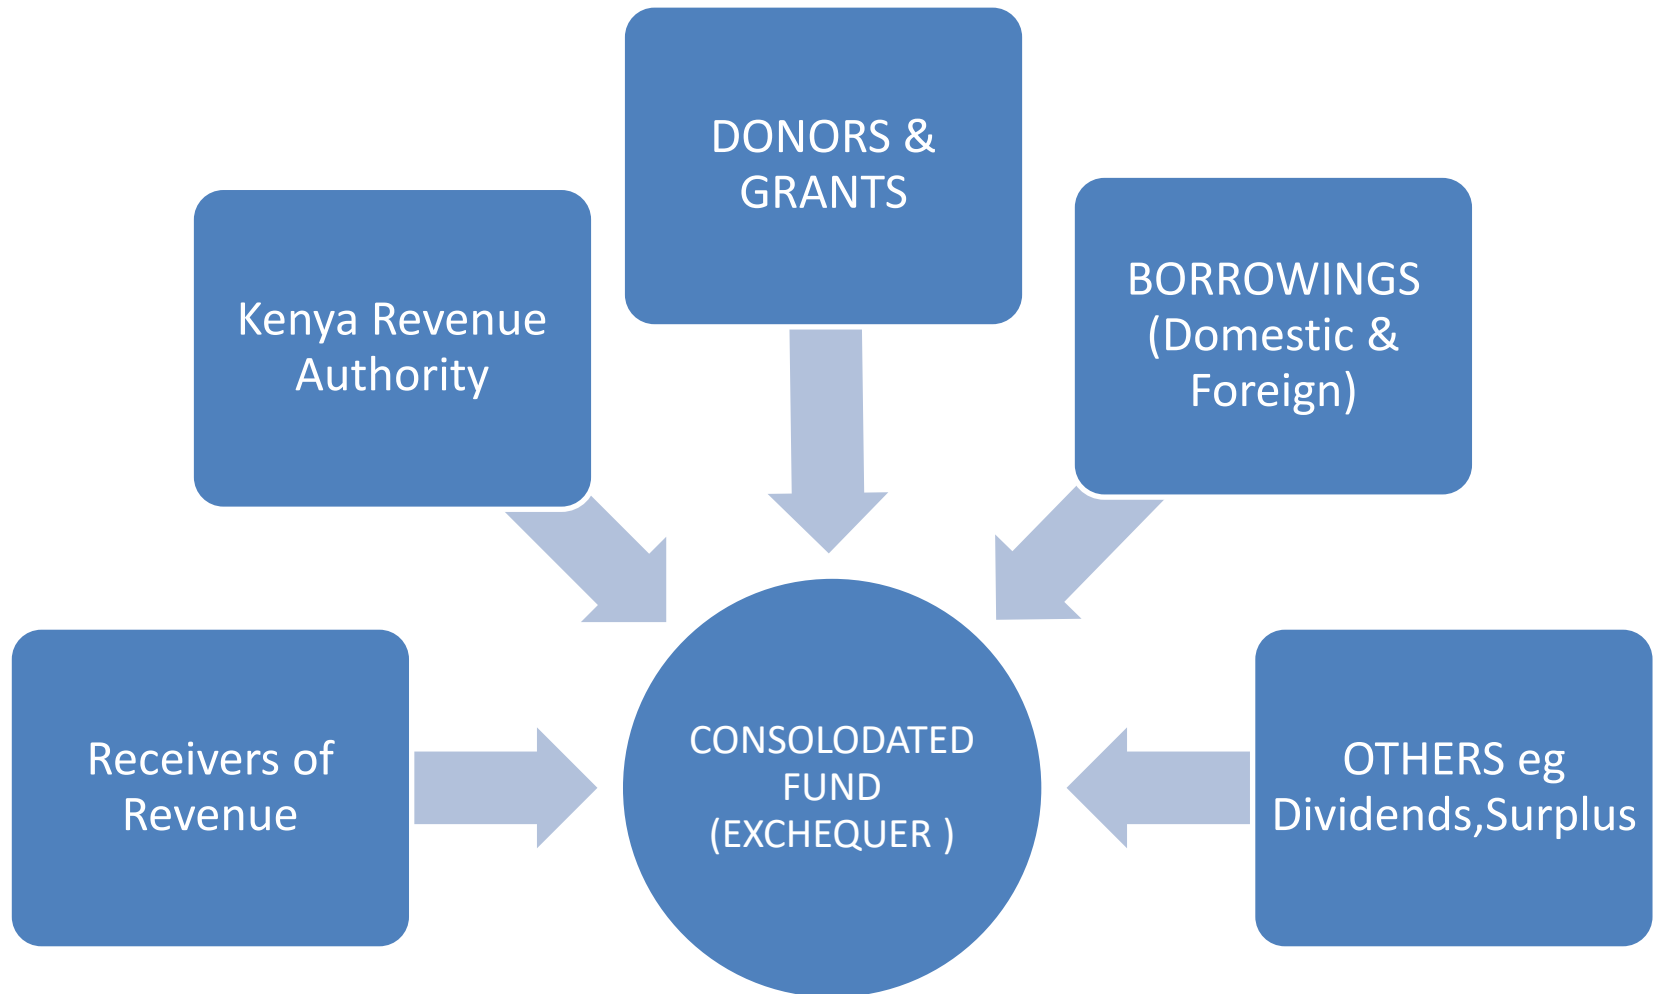 DONORS &
GRANTS
Kenya Revenue
Authority
BORROWINGS
(Domestic &
Foreign)
Receivers of
Revenue
CONSOLODATED
FUND
(EXCHEQUER )
OTHERS eg
Dividends,Surplus